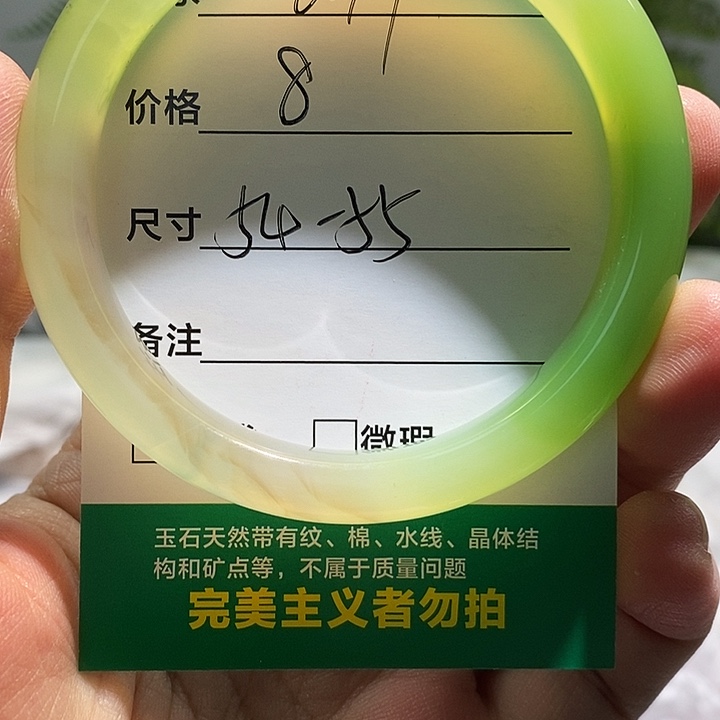 价格 8
尺寸 54-55
备注
微瑕
玉石天然带有纹、棉、水线、晶体结
构和矿点等，不属于质量问题
完美主义者勿拍